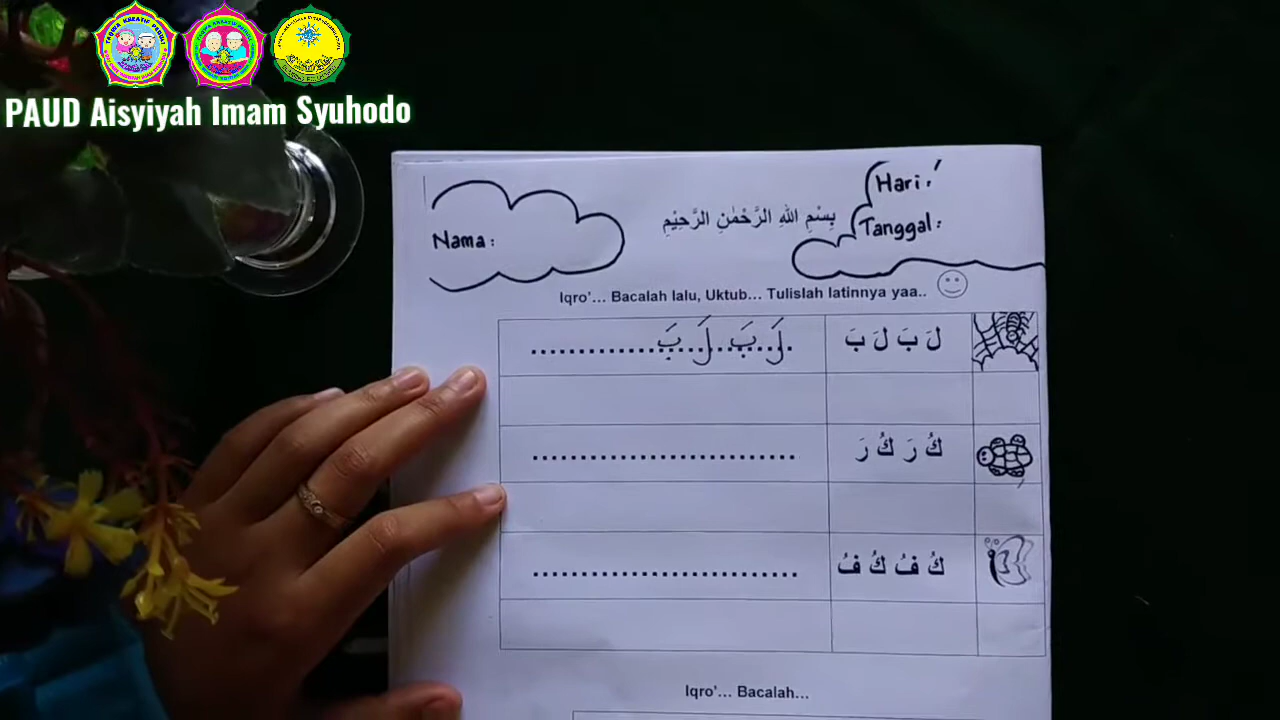 PAUD Aisyiyah Imam Syuhodo
Hari :
بِسْمِ اللهِ الرَّحْمٰنِ الرَّحِيْمِ
Tanggal :
Nama :
Iqro'... Bacalah lalu, Uktub... Tulislah latinnya yaa..
لَ بَ لَ بَ
لَ بَ لَ بَ
كُ رَ كُ رَ
كُ فُ كُ فُ
Iqro'... Bacalah...